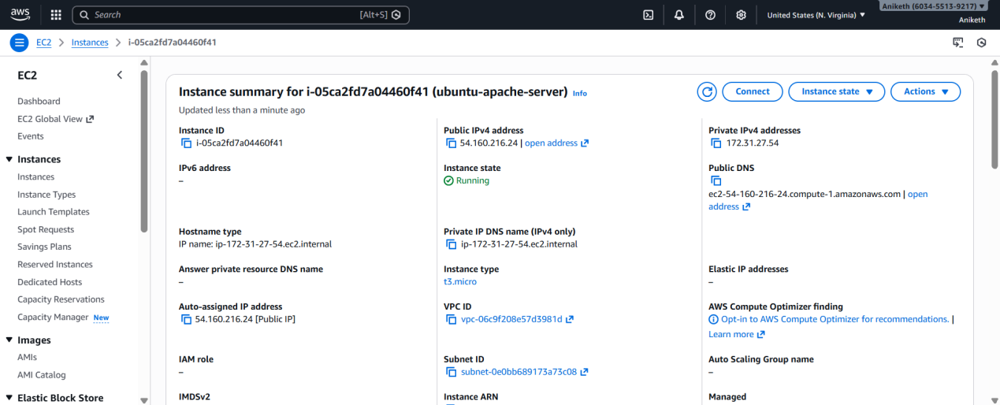 aws
Search [Alt+S]
United States (N. Virginia) ▼
Aniketh (6034-5513-9217) ▼
Aniketh
EC2 > Instances > i-05ca2fd7a04460f41
EC2
Dashboard
EC2 Global View
Events
Instances
Instances
Instance Types
Launch Templates
Spot Requests
Savings Plans
Reserved Instances
Dedicated Hosts
Capacity Reservations
Capacity Manager New
Images
AMIs
AMI Catalog
Elastic Block Store
Instance summary for i-05ca2fd7a04460f41 (ubuntu-apache-server) Info
Updated less than a minute ago
Connect
Instance state ▼
Actions ▼
Instance ID
i-05ca2fd7a04460f41
Public IPv4 address
54.160.216.24 | open address
Private IPv4 addresses
172.31.27.54
IPv6 address
–
Instance state
Running
Public DNS
ec2-54-160-216-24.compute-1.amazonaws.com | open
address
Hostname type
IP name: ip-172-31-27-54.ec2.internal
Private IP DNS name (IPv4 only)
ip-172-31-27-54.ec2.internal
Answer private resource DNS name
–
Instance type
t3.micro
Elastic IP addresses
–
Auto-assigned IP address
54.160.216.24 [Public IP]
VPC ID
vpc-06c9f208e57d3981d
AWS Compute Optimizer finding
Opt-in to AWS Compute Optimizer for recommendations. |
Learn more
IAM role
–
Subnet ID
subnet-0e0bb689173a73c08
Auto Scaling Group name
–
IMDSv2
Instance ARN
Managed